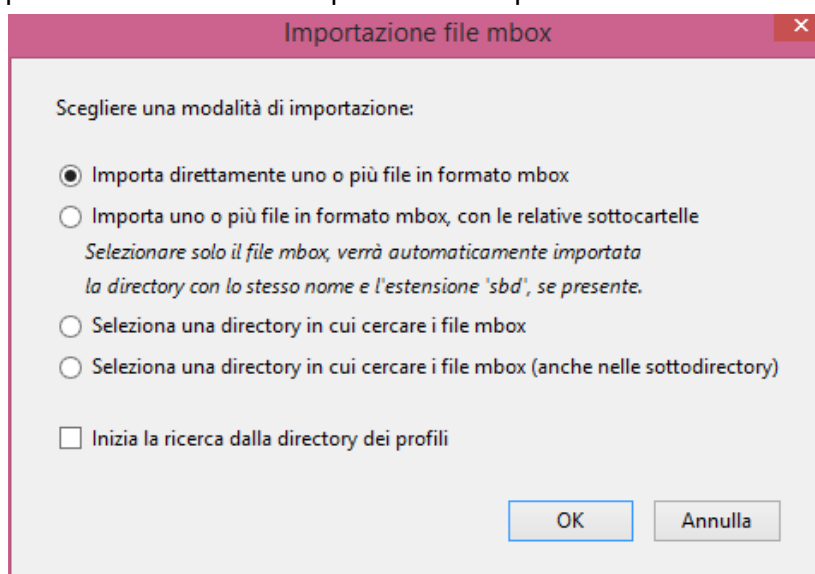 Importazione file mbox
Scegliere una modalità di importazione:
Importa direttamente uno o più file in formato mbox
Importa uno o più file in formato mbox, con le relative sottocartelle
Selezionare solo il file mbox, verrà automaticamente importata
la directory con lo stesso nome e l'estensione 'sbd', se presente.
Seleziona una directory in cui cercare i file mbox
Seleziona una directory in cui cercare i file mbox (anche nelle sottodirectory)
Inizia la ricerca dalla directory dei profili
OK Annulla